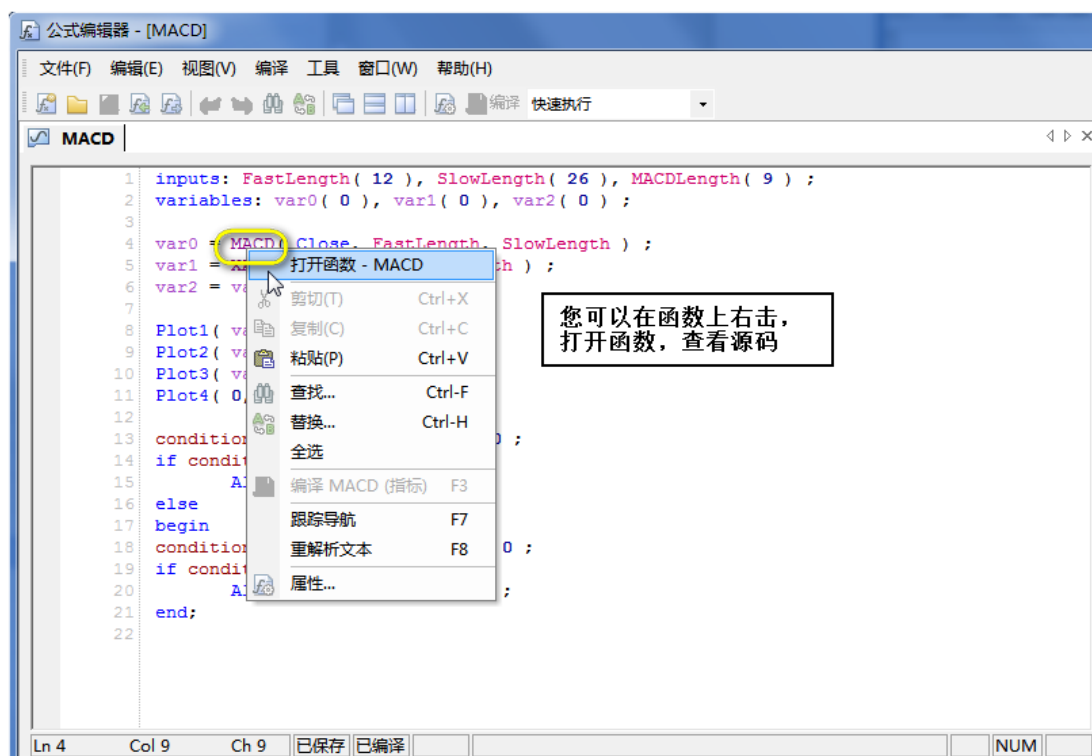 公式编辑器 - [MACD]
文件(F) 编辑(E) 视图(V) 编译 工具 窗口(W) 帮助(H)
编译 快速执行
MACD
1 inputs: FastLength( 12 ), SlowLength( 26 ), MACDLength( 9 ) ;
2 variables: var0( 0 ), var1( 0 ), var2( 0 ) ;
3
4 var0 = MACD( Close, FastLength, SlowLength ) ;
5 var1 = th ) ;
6 var2 =
7
8 Plot1(
9 Plot2(
10 Plot3(
11 Plot4( 0,
12
13 condition ;
14 if condit
15
16 else
17 begin
18 condition 0 ;
19 if condit
20 ;
21 end;
22
打开函数 - MACD
剪切(T) Ctrl+X
复制(C) Ctrl+C
粘贴(P) Ctrl+V
查找... Ctrl-F
替换... Ctrl-H
全选
编译 MACD (指标) F3
跟踪导航 F7
重解析文本 F8
属性...
您可以在函数上右击，
打开函数，查看源码
Ln 4 Col 9 Ch 9 已保存 已编译 NUM